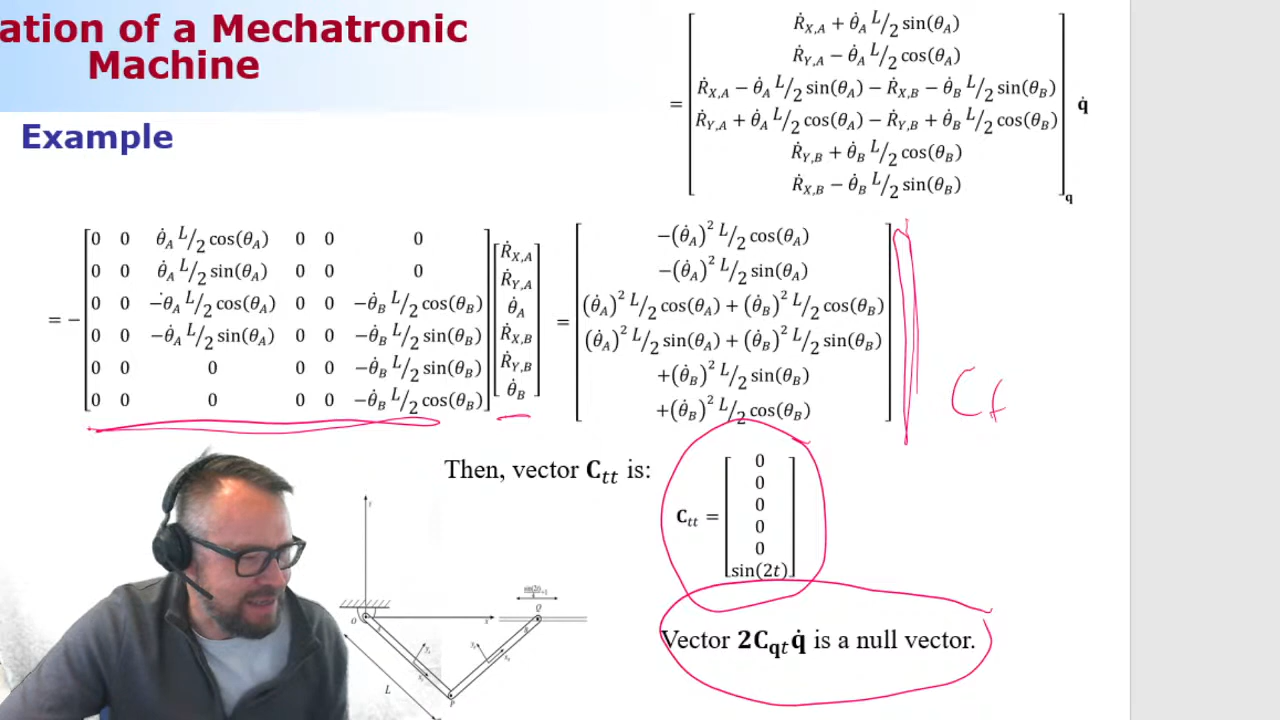 ation of a Mechatronic
Machine
Example
= [ Ṙ_{X,A} + θ̇_A L/2 sin(θ_A)
Ṙ_{Y,A} − θ̇_A L/2 cos(θ_A)
Ṙ_{X,A} − θ̇_A L/2 sin(θ_A) − Ṙ_{X,B} − θ̇_B L/2 sin(θ_B)
Ṙ_{Y,A} + θ̇_A L/2 cos(θ_A) − Ṙ_{Y,B} + θ̇_B L/2 cos(θ_B)
Ṙ_{Y,B} + θ̇_B L/2 cos(θ_B)
Ṙ_{X,B} − θ̇_B L/2 sin(θ_B) ]_q q̇
= − [ 0 0 θ̇_A L/2 cos(θ_A) 0 0 0
0 0 θ̇_A L/2 sin(θ_A) 0 0 0
0 0 −θ̇_A L/2 cos(θ_A) 0 0 −θ̇_B L/2 cos(θ_B)
0 0 −θ̇_A L/2 sin(θ_A) 0 0 −θ̇_B L/2 sin(θ_B)
0 0 0 0 0 −θ̇_B L/2 sin(θ_B)
0 0 0 0 0 −θ̇_B L/2 cos(θ_B) ]
[ Ṙ_{X,A}
Ṙ_{Y,A}
θ̇_A
Ṙ_{X,B}
Ṙ_{Y,B}
θ̇_B ]
= [ −(θ̇_A)² L/2 cos(θ_A)
−(θ̇_A)² L/2 sin(θ_A)
(θ̇_A)² L/2 cos(θ_A) + (θ̇_B)² L/2 cos(θ_B)
(θ̇_A)² L/2 sin(θ_A) + (θ̇_B)² L/2 sin(θ_B)
+(θ̇_B)² L/2 sin(θ_B)
+(θ̇_B)² L/2 cos(θ_B) ]
Then, vector C_{tt} is:
C_{tt} = [ 0
0
0
0
0
sin(2t) ]
Vector 2C_{qt}q̇ is a null vector.
O
Q
P
L